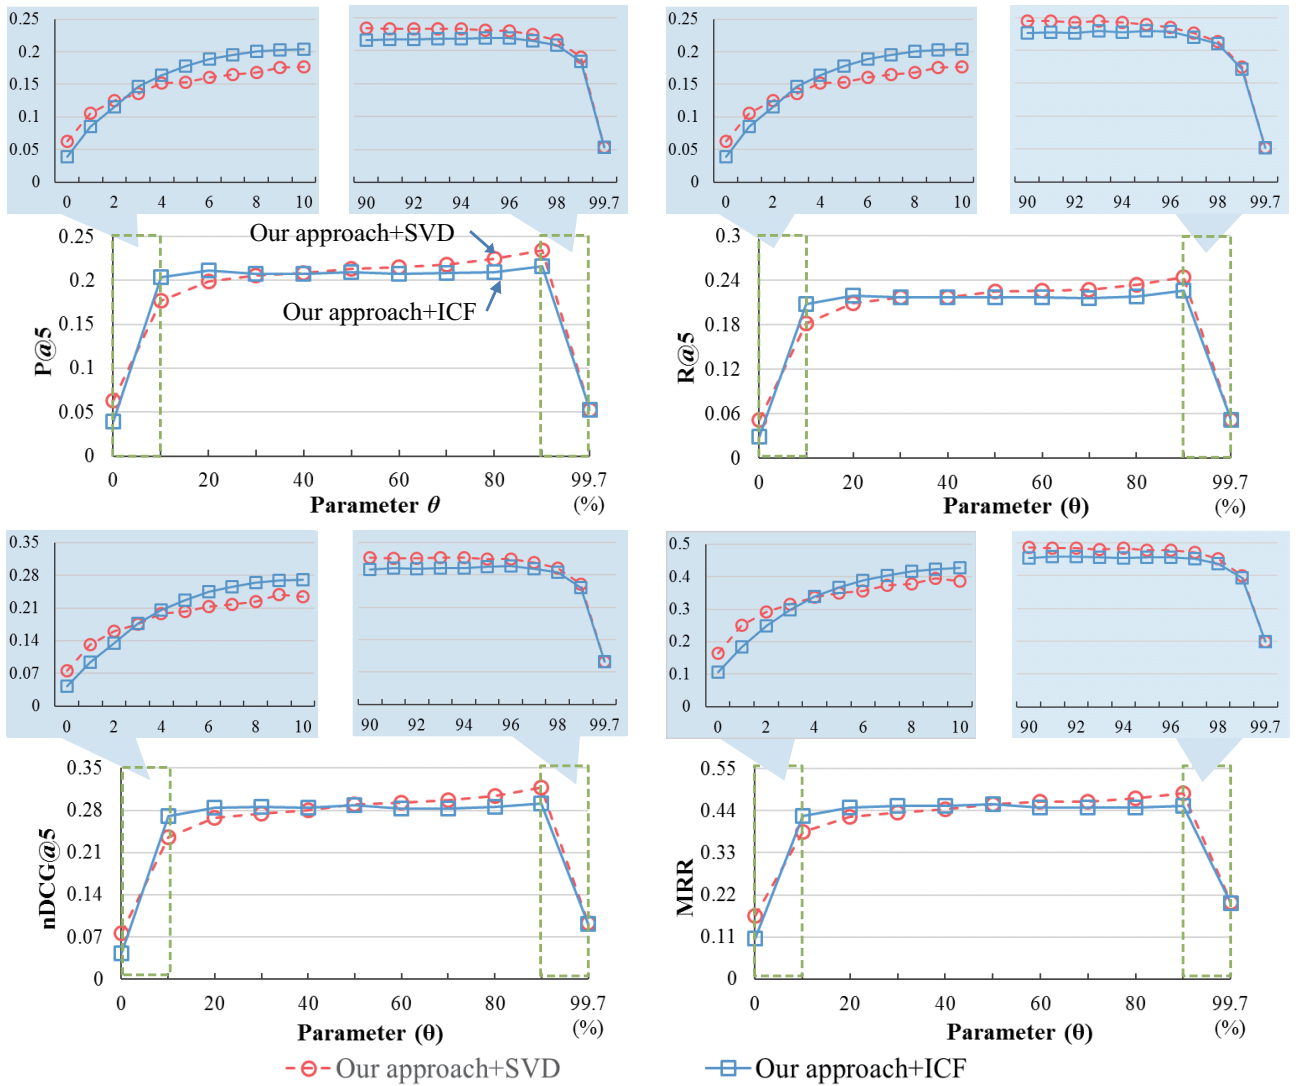 0.25
0.2
0.15
0.1
0.05
0
0 2 4 6 8 10
90 92 94 96 98 99.7
0.25
0.2
0.15
0.1
0.05
0
0 2 4 6 8 10
90 92 94 96 98 99.7
P@5
0.25
0.2
0.15
0.1
0.05
0
Our approach+SVD
Our approach+ICF
0 20 40 60 80 99.7
Parameter θ (%)
R@5
0.3
0.24
0.18
0.12
0.06
0
0 20 40 60 80 99.7
Parameter (θ) (%)
0.35
0.28
0.21
0.14
0.07
0
0 2 4 6 8 10
90 92 94 96 98 99.7
0.5
0.4
0.3
0.2
0.1
0
0 2 4 6 8 10
90 92 94 96 98 99.7
nDCG@5
0.35
0.28
0.21
0.14
0.07
0
0 20 40 60 80 99.7
Parameter (θ) (%)
MRR
0.55
0.44
0.33
0.22
0.11
0
0 20 40 60 80 99.7
Parameter (θ) (%)
Our approach+SVD Our approach+ICF